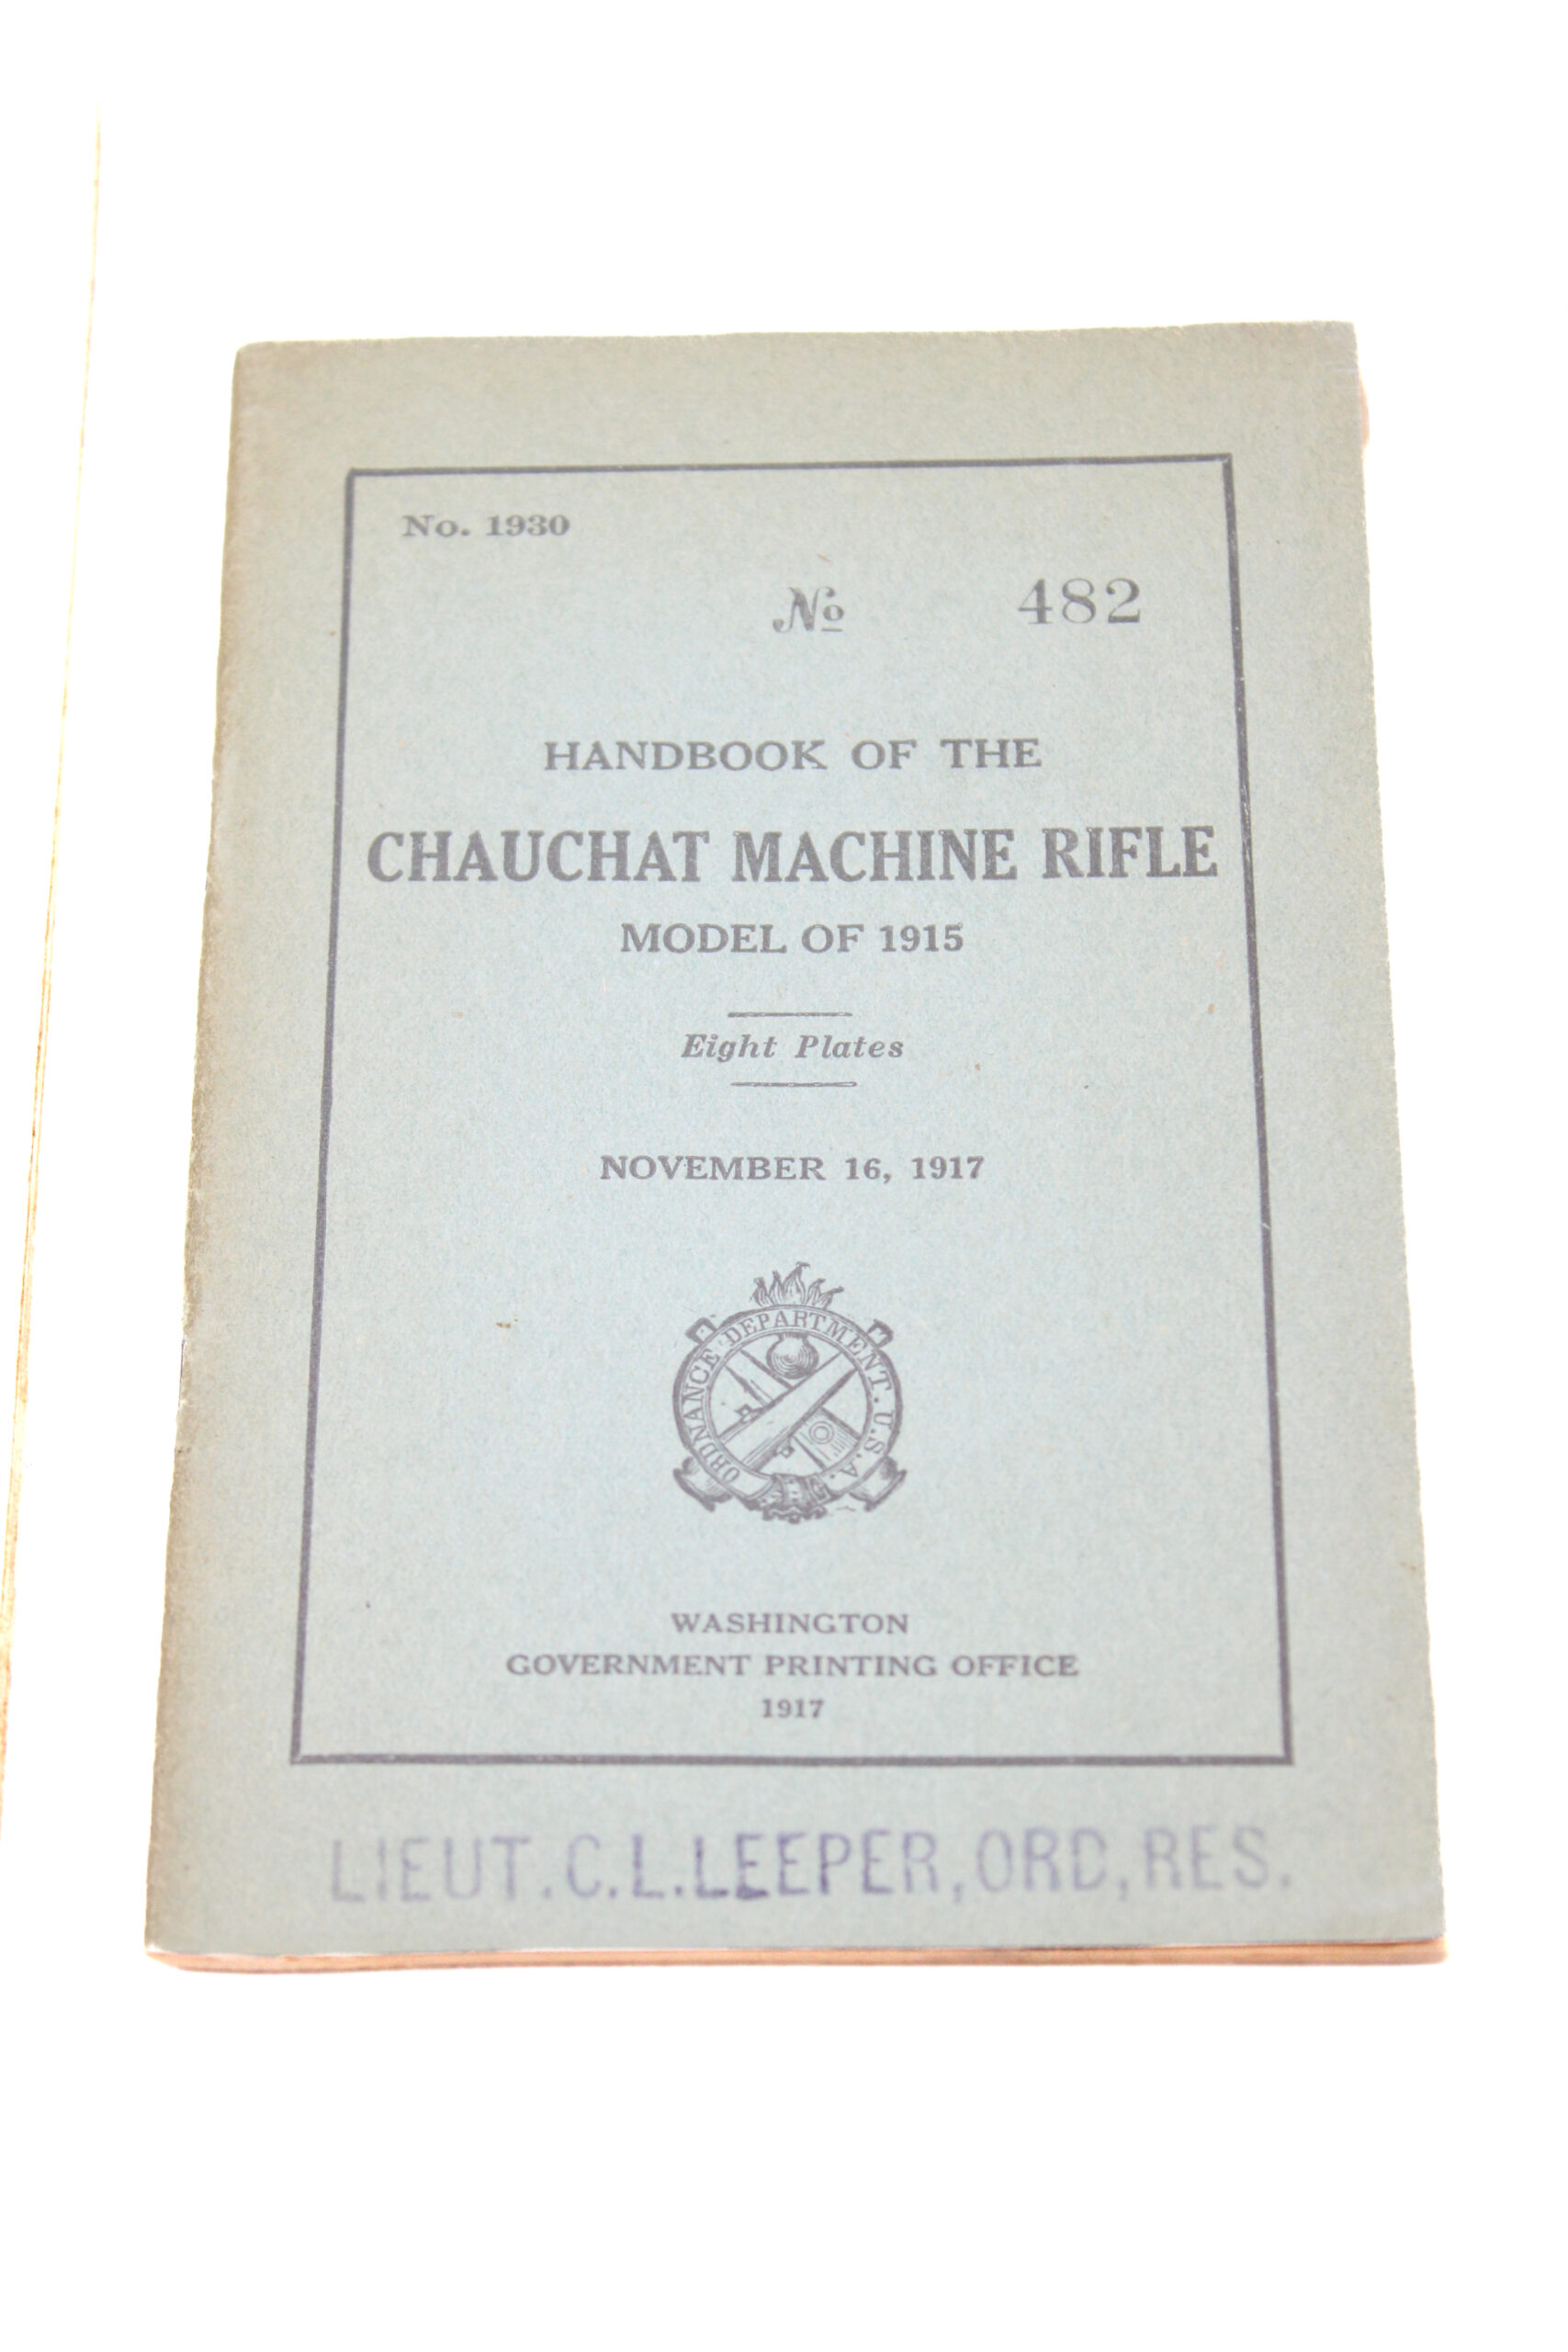 No. 1930
No 482
HANDBOOK OF THE
CHAUCHAT MACHINE RIFLE
MODEL OF 1915
Eight Plates
NOVEMBER 16, 1917
ORDNANCE DEPARTMENT. U.S.A.
WASHINGTON
GOVERNMENT PRINTING OFFICE
1917
LIEUT.C.L.LEEPER,ORD,RES.